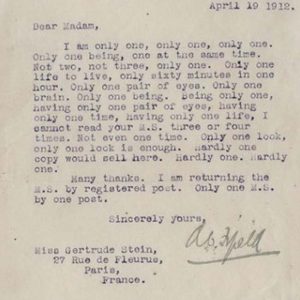 April 19 1912.
Dear Madam,
I am only one, only one, only one.
Only one being, one at the same time.
Not two, not three, only one. Only one
life to live, only sixty minutes in one
hour. Only one pair of eyes. Only one
brain. Only one being. Being only one,
having only one pair of eyes, having
only one time, having only one life, I
cannot read your M.S. three or four
times. Not even one time. Only one look,
only one look is enough. Hardly one
copy would sell here. Hardly one. Hardly
one.
Many thanks. I am returning the
M.S. by registered post. Only one M.S.
by one post.
Sincerely yours,
Miss Gertrude Stein,
27 Rue de Fleurus,
Paris,
France.